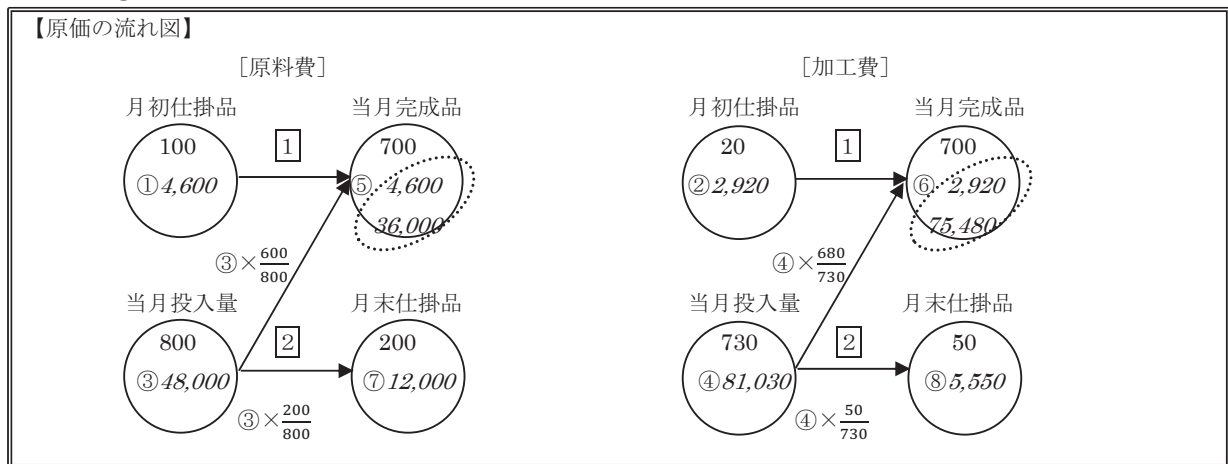 【原価の流れ図】
［原料費］
月初仕掛品
当月完成品
100
①4,600
1
700
⑤ 4,600
36,000
③×600/800
当月投入量
月末仕掛品
800
③48,000
2
200
⑦12,000
③×200/800
［加工費］
月初仕掛品
当月完成品
20
②2,920
1
700
⑥ 2,920
75,480
④×680/730
当月投入量
月末仕掛品
730
④81,030
2
50
⑧5,550
④×50/730